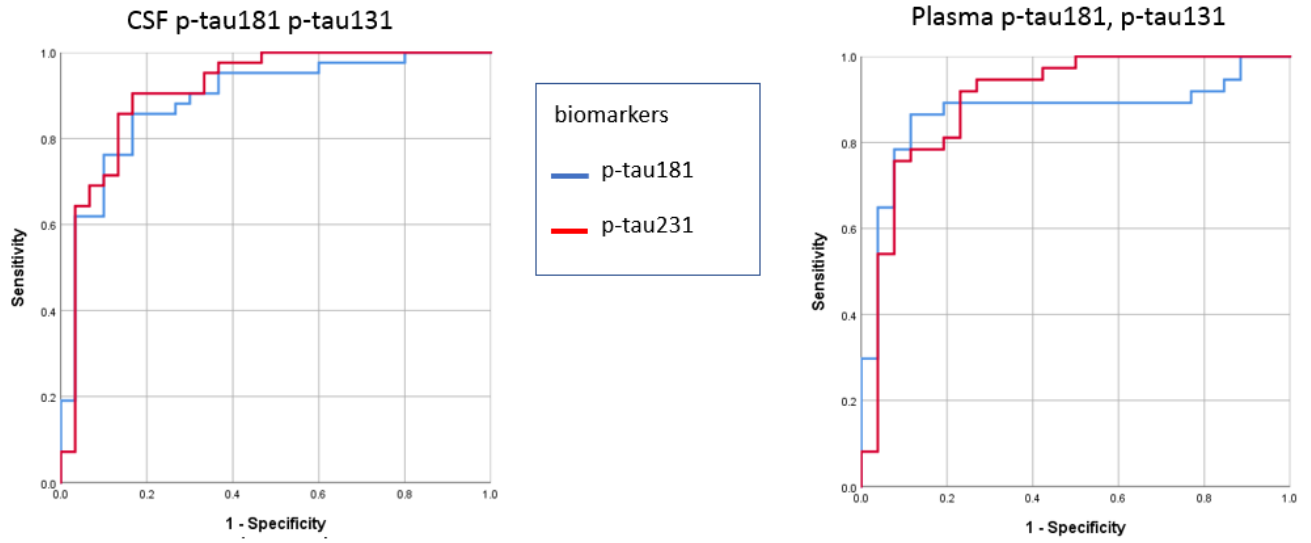 CSF p-tau181 p-tau131
1.0
0.8
0.6
0.4
0.2
0.0
Sensitivity
0.0 0.2 0.4 0.6 0.8 1.0
1 - Specificity
biomarkers
p-tau181
p-tau231
Plasma p-tau181, p-tau131
1.0
0.8
0.6
0.4
0.2
0.0
Sensitivity
0.0 0.2 0.4 0.6 0.8 1.0
1 - Specificity